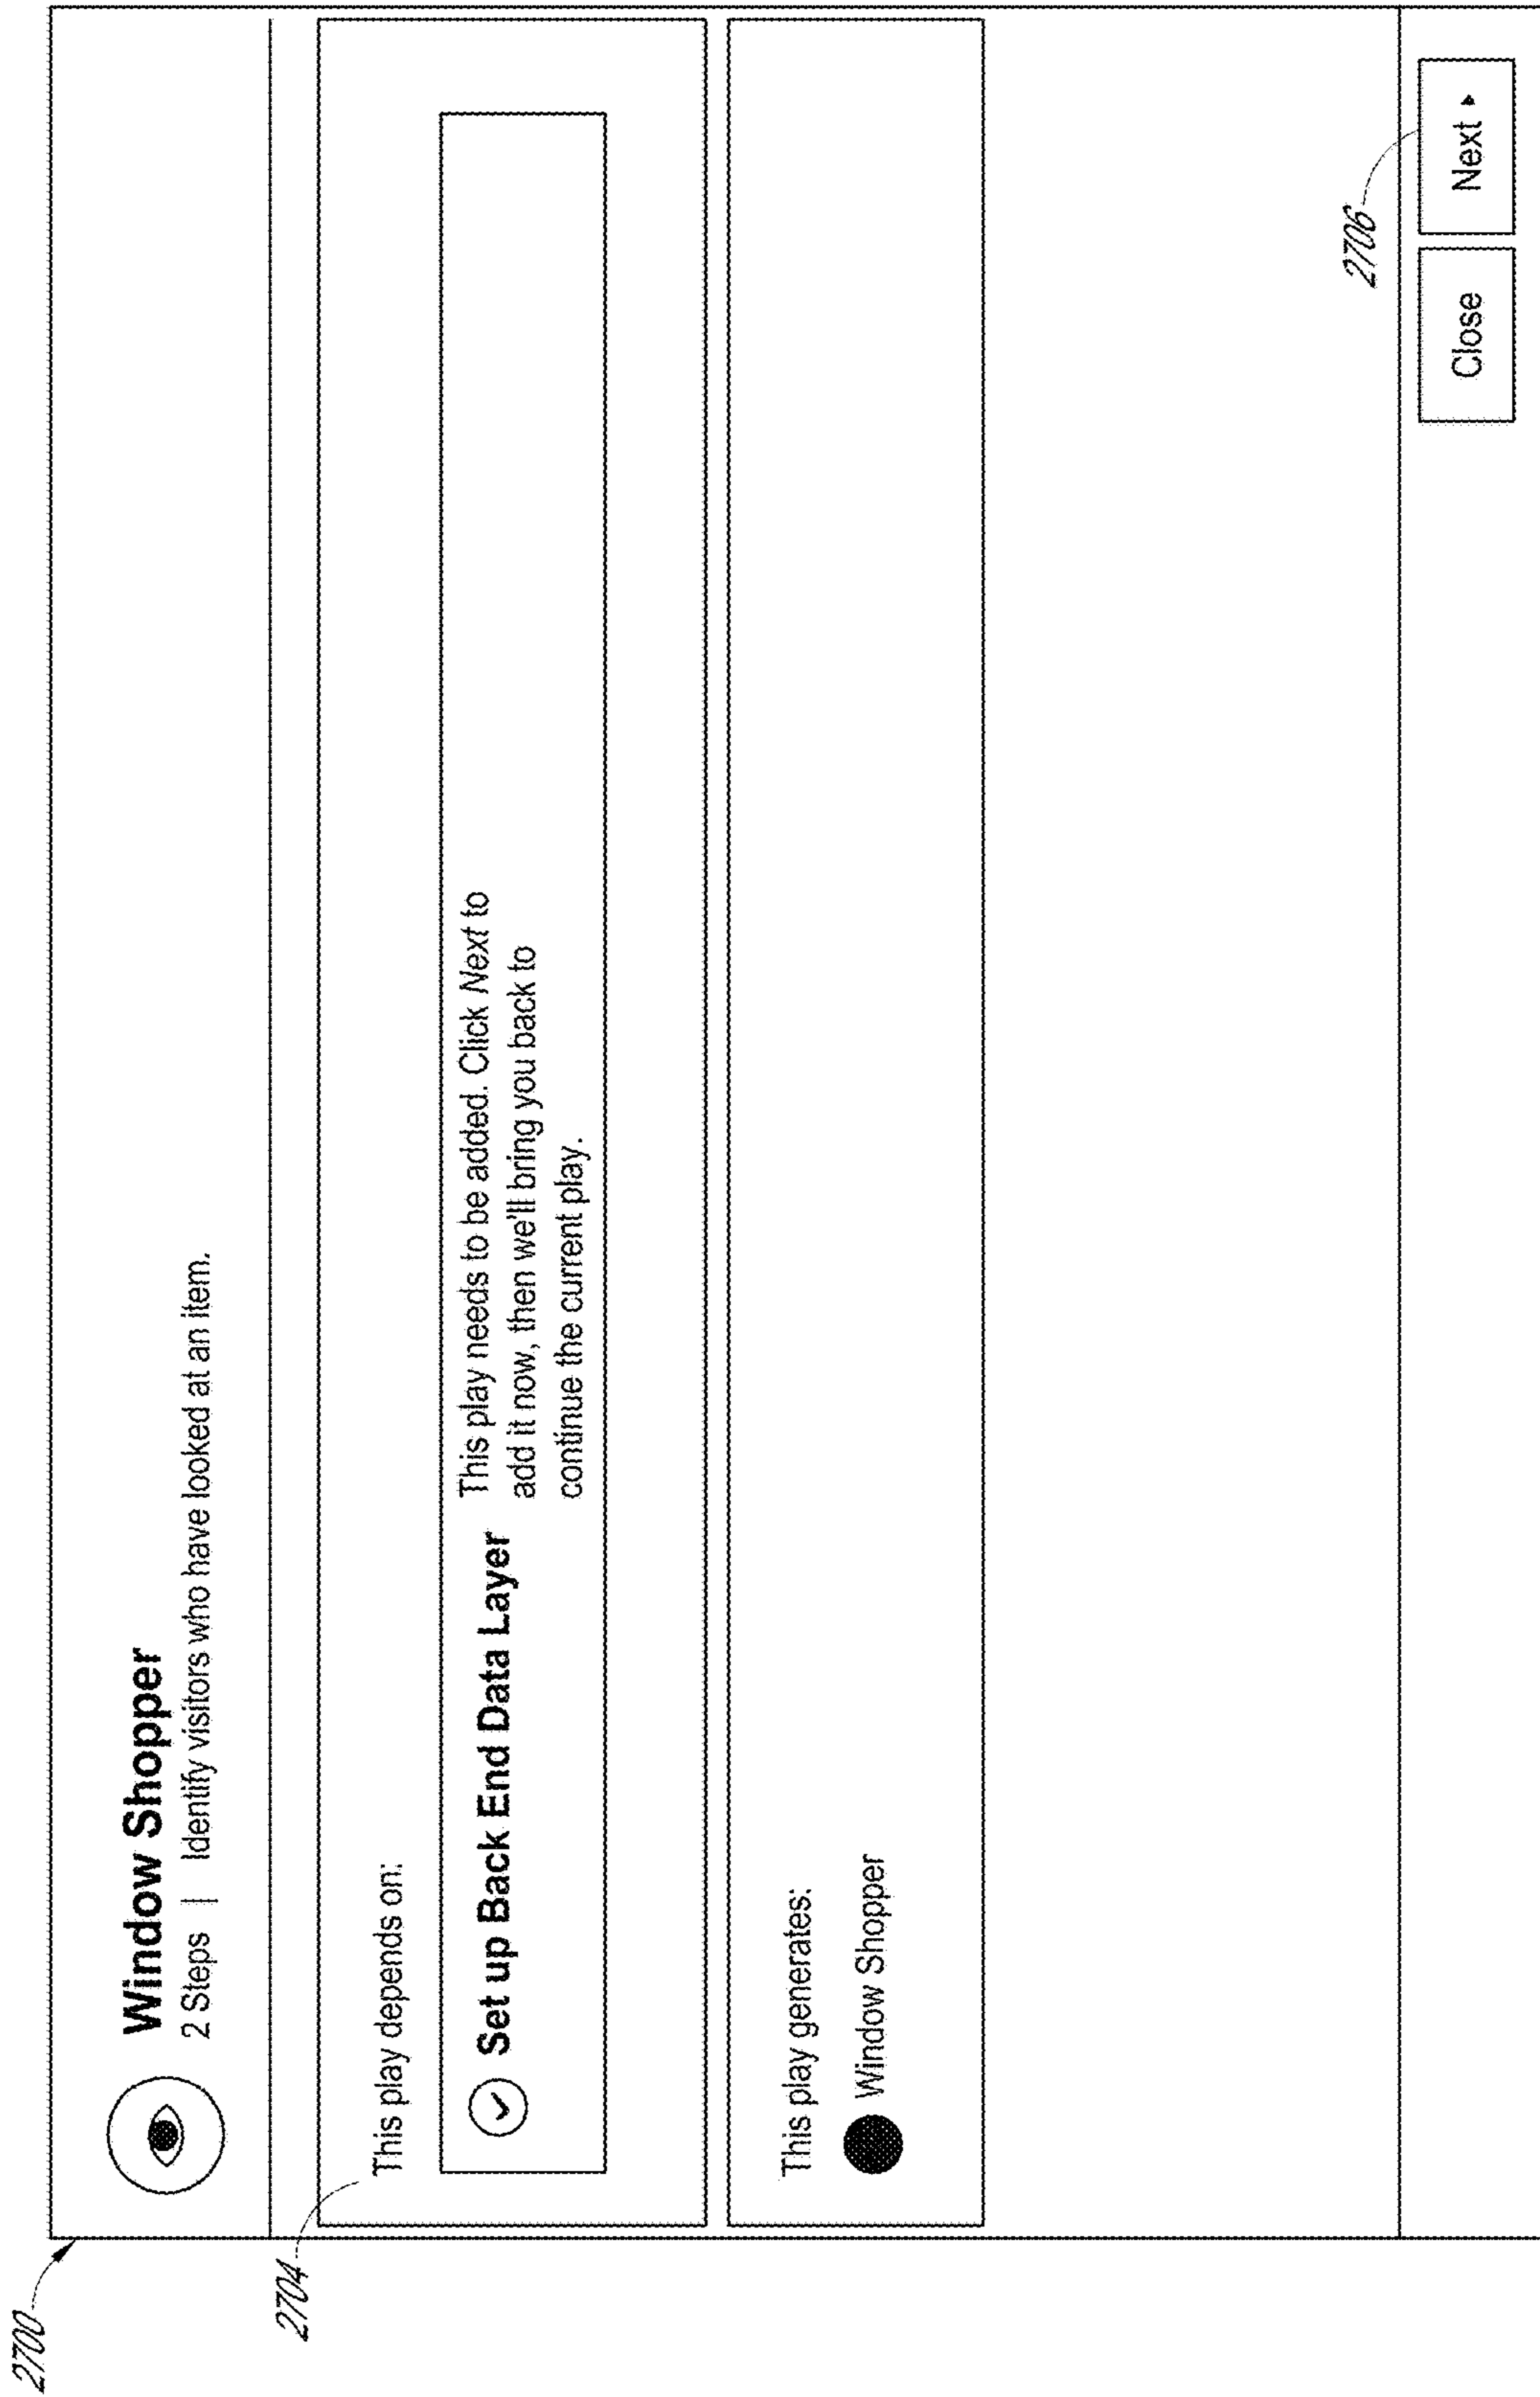 2700
Window Shopper
2 Steps | Identify visitors who have looked at an item.
2704
This play depends on:
Set up Back End Data Layer
This play needs to be added. Click Next to
add it now, then we'll bring you back to
continue the current play.
This play generates:
Window Shopper
2706
Close
Next